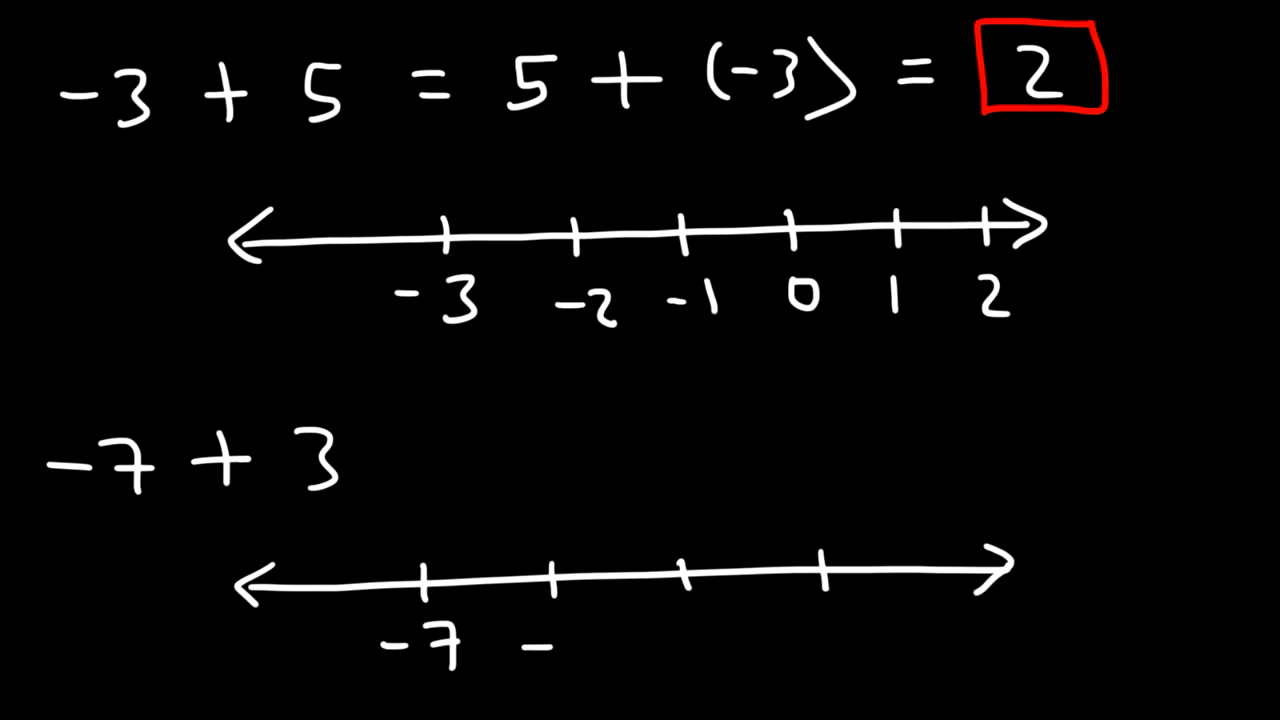 -3 + 5 = 5 + (-3) = 2
-3 -2 -1 0 1 2
-7 + 3
-7 -